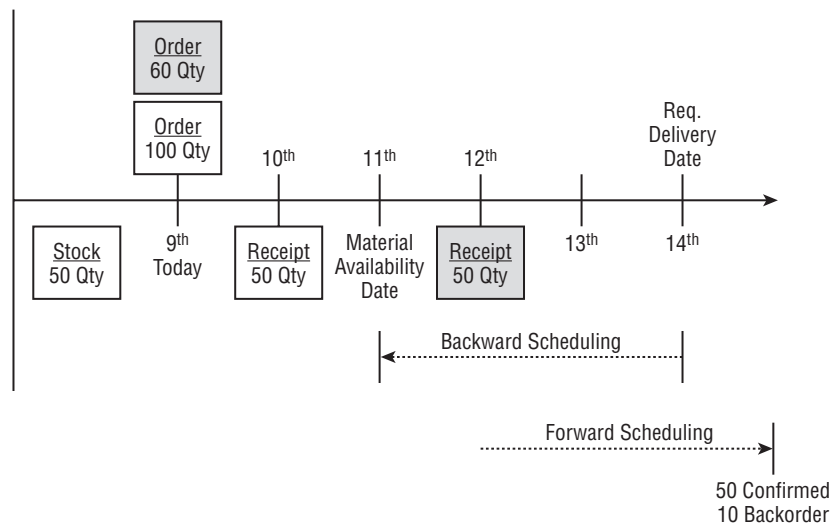 Order
60 Qty
Order
100 Qty
Req.
Delivery
Date
10th
11th
12th
Stock
50 Qty
9th
Today
Receipt
50 Qty
Material
Availability
Date
Receipt
50 Qty
13th
14th
Backward Scheduling
Forward Scheduling
50 Confirmed
10 Backorder